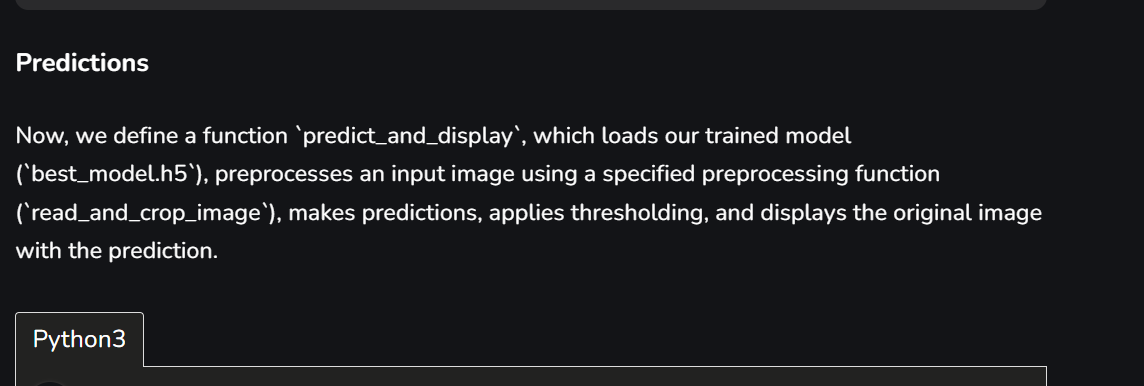 Predictions
Now, we define a function `predict_and_display`, which loads our trained model
(`best_model.h5`), preprocesses an input image using a specified preprocessing function
(`read_and_crop_image`), makes predictions, applies thresholding, and displays the original image
with the prediction.
Python3